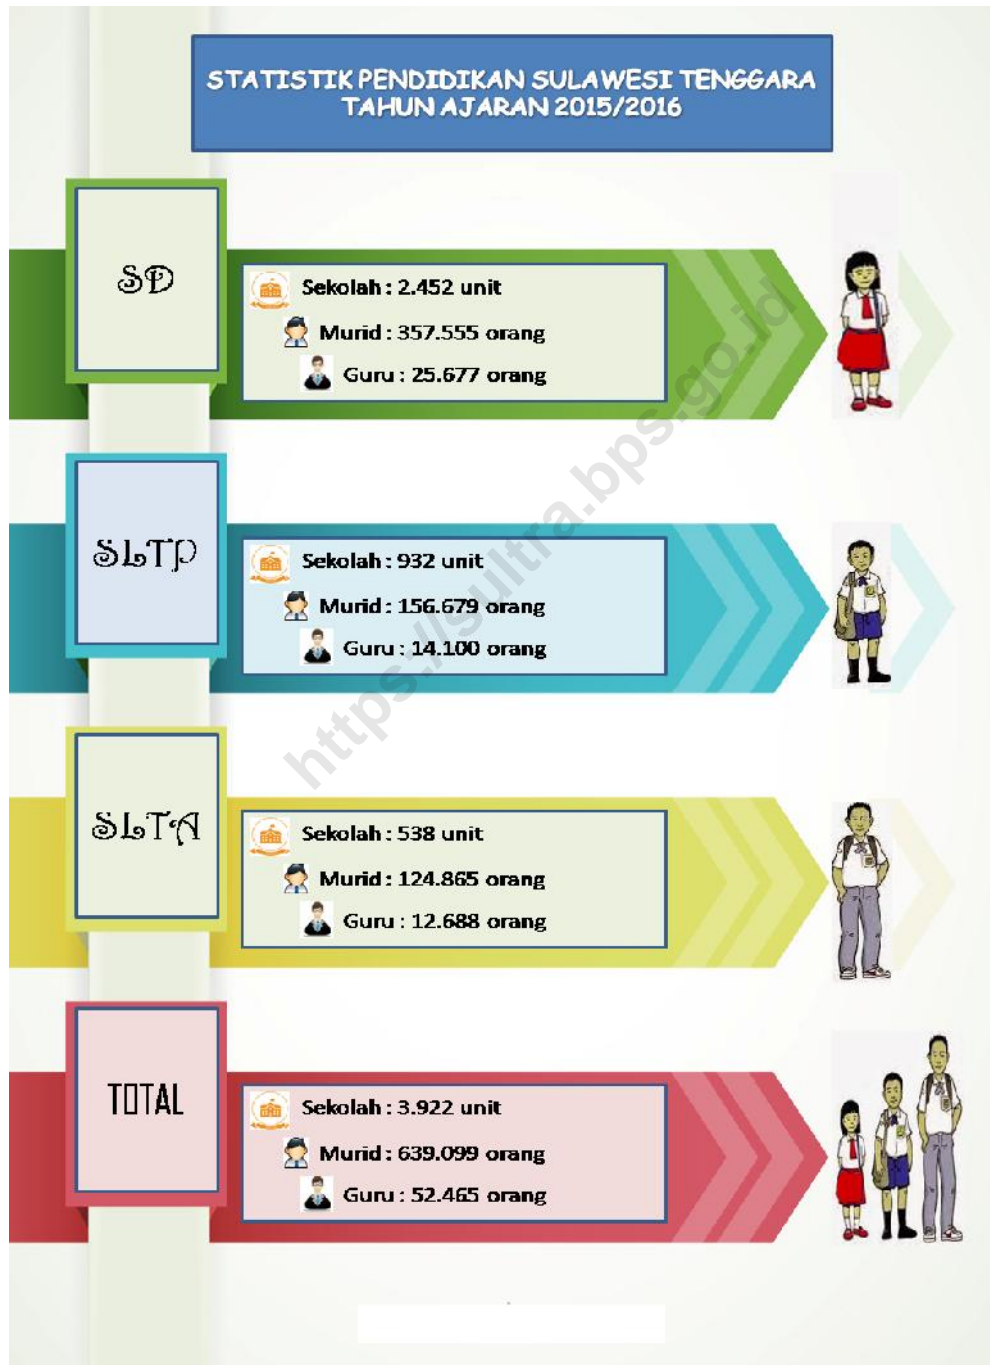 STATISTIK PENDIDIKAN SULAWESI TENGGARA
TAHUN AJARAN 2015/2016
SD
Sekolah : 2.452 unit
Murid : 357.555 orang
Guru : 25.677 orang
SLTP
Sekolah : 932 unit
Murid : 156.679 orang
Guru : 14.100 orang
SLTA
Sekolah : 538 unit
Murid : 124.865 orang
Guru : 12.688 orang
TOTAL
Sekolah : 3.922 unit
Murid : 639.099 orang
Guru : 52.465 orang
https://sultra.bps.go.id